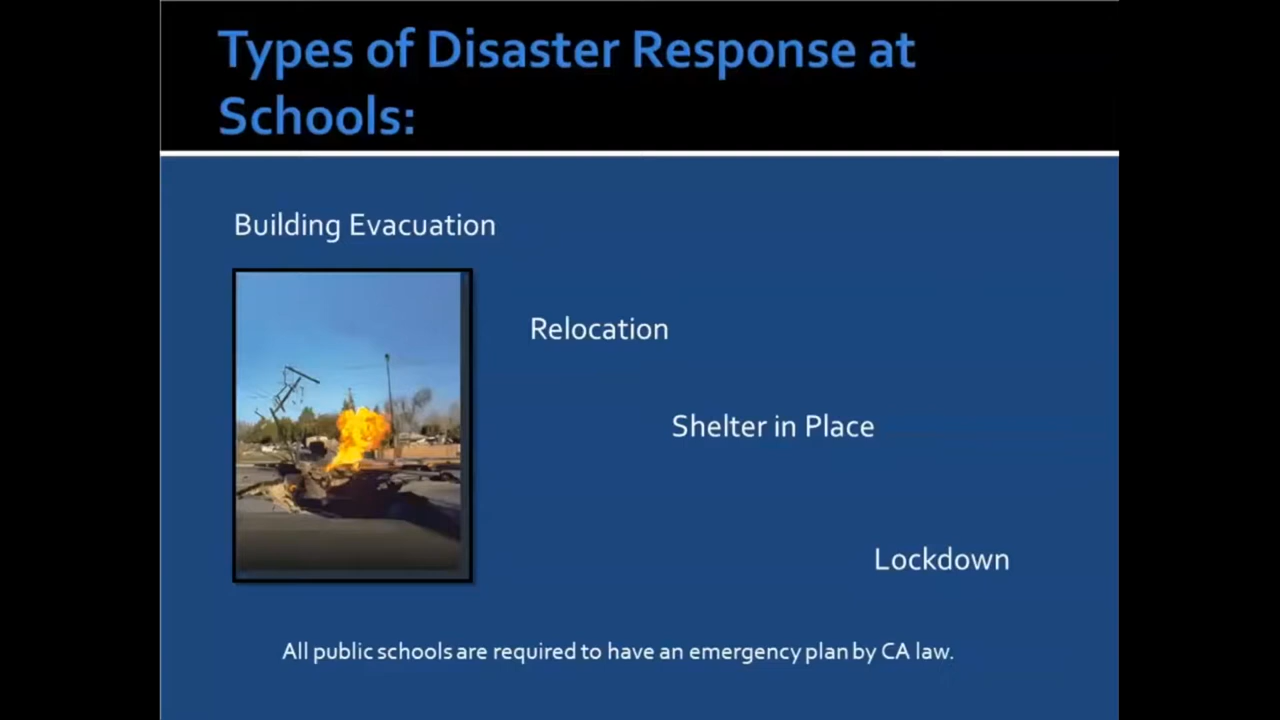 Types of Disaster Response at
Schools:
Building Evacuation
Relocation
Shelter in Place
Lockdown
All public schools are required to have an emergency plan by CA law.